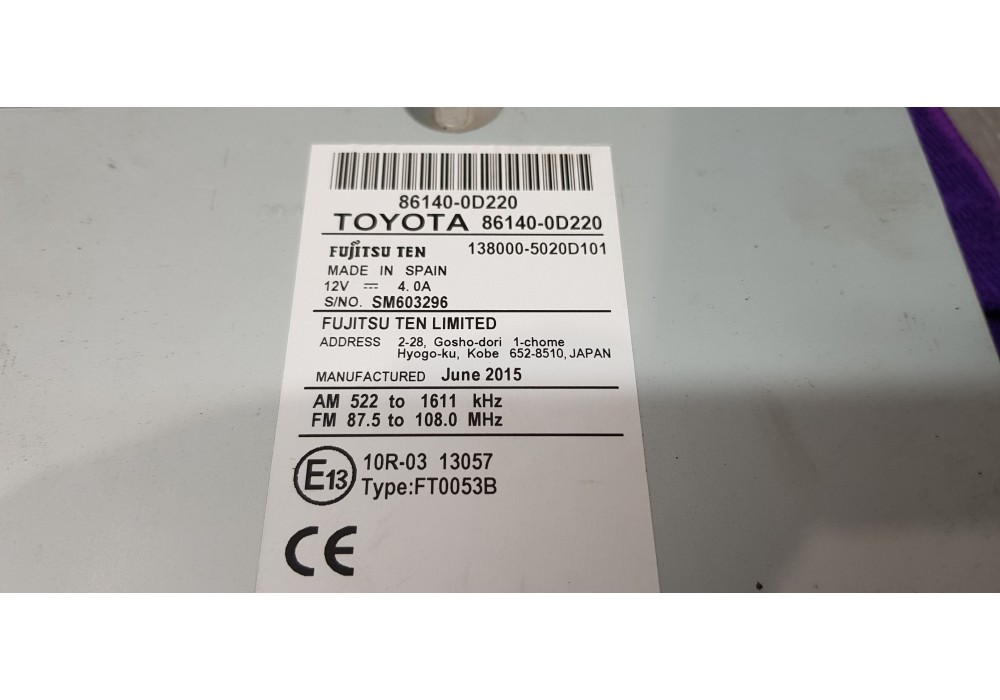 86140-0D220
TOYOTA 86140-0D220
FUJITSU TEN 138000-5020D101
MADE IN SPAIN
12V ⎓ 4.0A
S/NO. SM603296
FUJITSU TEN LIMITED
ADDRESS 2-28, Gosho-dori 1-chome
Hyogo-ku, Kobe 652-8510, JAPAN
MANUFACTURED June 2015
AM 522 to 1611 kHz
FM 87.5 to 108.0 MHz
E13 10R-03 13057
Type:FT0053B
CE